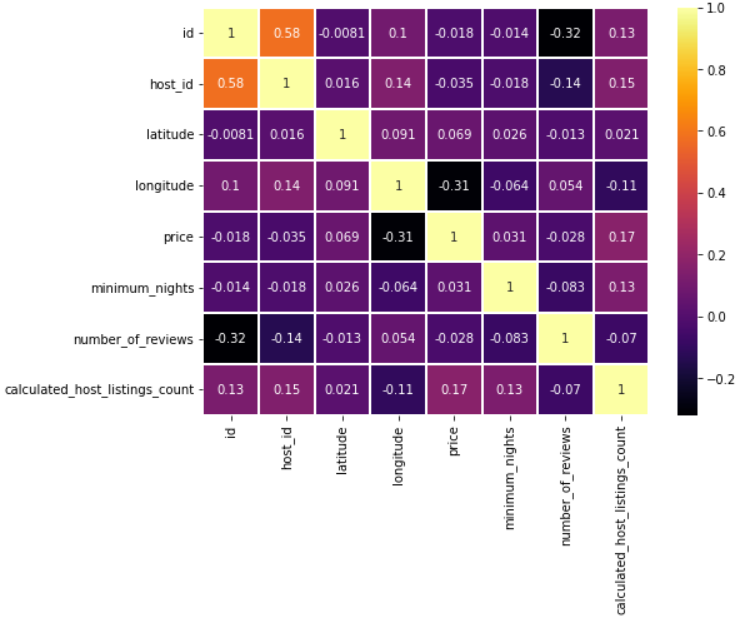 id 1 0.58 -0.0081 0.1 -0.018 -0.014 -0.32 0.13
host_id 0.58 1 0.016 0.14 -0.035 -0.018 -0.14 0.15
latitude -0.0081 0.016 1 0.091 0.069 0.026 -0.013 0.021
longitude 0.1 0.14 0.091 1 -0.31 -0.064 0.054 -0.11
price -0.018 -0.035 0.069 -0.31 1 0.031 -0.028 0.17
minimum_nights -0.014 -0.018 0.026 -0.064 0.031 1 -0.083 0.13
number_of_reviews -0.32 -0.14 -0.013 0.054 -0.028 -0.083 1 -0.07
calculated_host_listings_count 0.13 0.15 0.021 -0.11 0.17 0.13 -0.07 1
id
host_id
latitude
longitude
price
minimum_nights
number_of_reviews
calculated_host_listings_count
1.0
0.8
0.6
0.4
0.2
0.0
−0.2